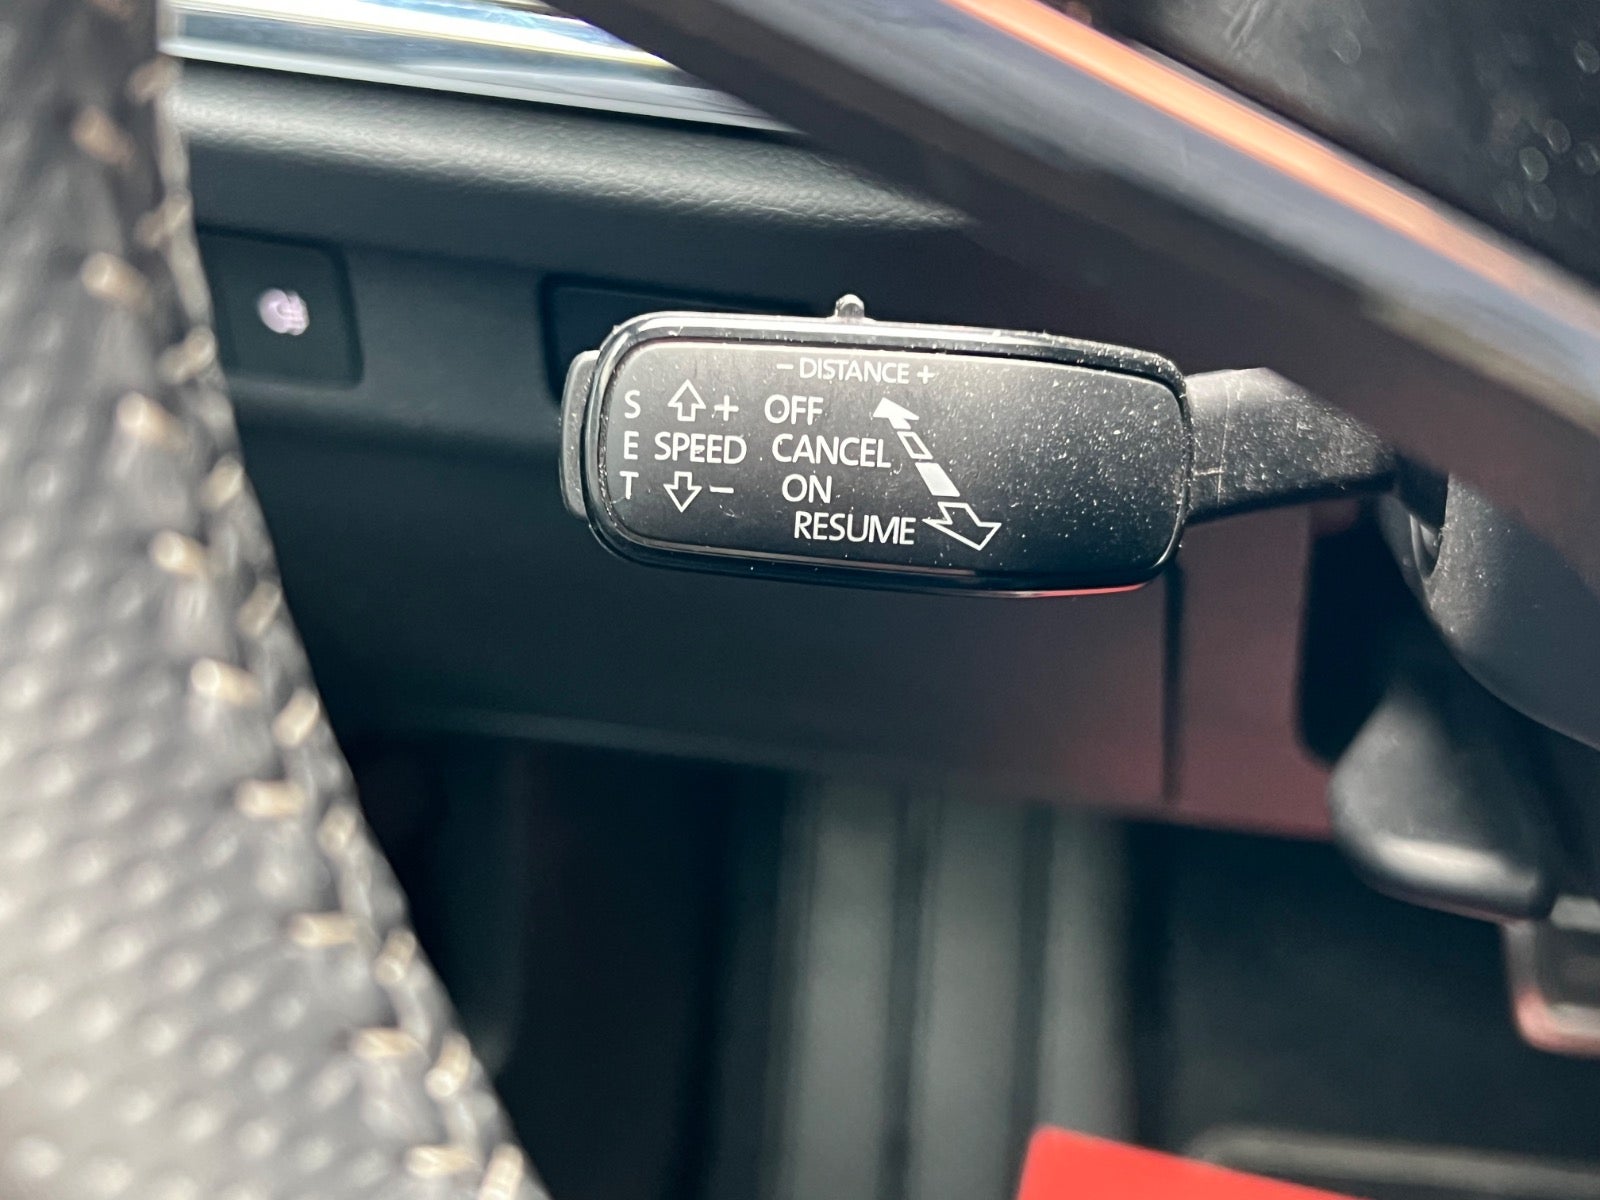 − DISTANCE +
S + OFF
E SPEED CANCEL
T − ON
RESUME